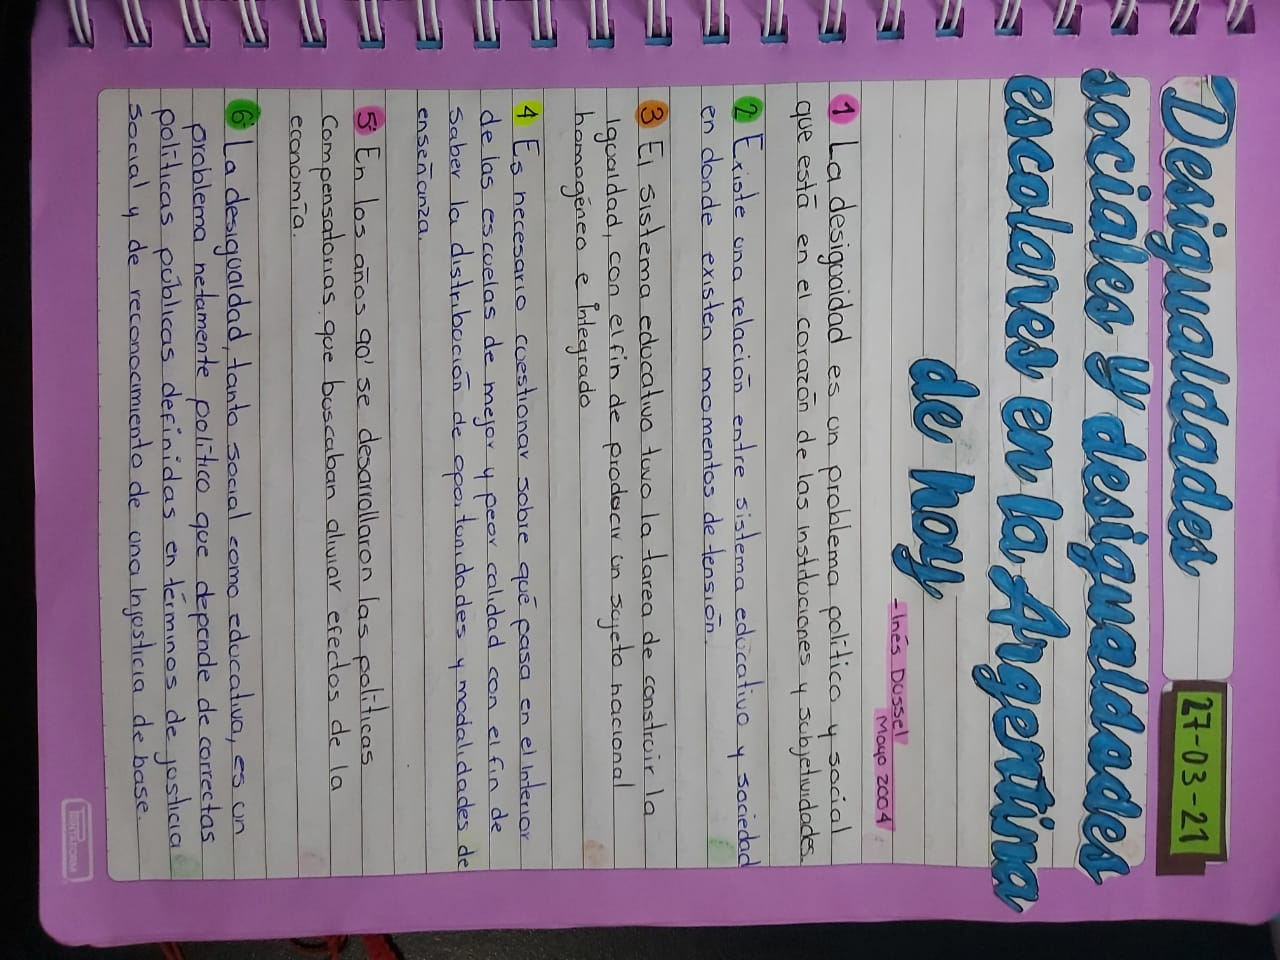 Desigualdades
27-03-21
sociales y desigualdades
escolares en la Argentina
de hoy
-Inés Dussel
Mayo 2004.
1 La desigualdad es un problema político y social
que está en el corazón de las instituciones y subjetividades.
2 Existe una relación entre sistema educativo y sociedad
en donde existen momentos de tensión.
3 El sistema educativo tuvo la tarea de construir la
Igualdad, con el fin de producir un sujeto nacional
homogéneo e integrado
4 Es necesario cuestionar sobre qué pasa en el interior
de las escuelas de mejor y peor calidad con el fin de
saber la distribución de oportunidades y modalidades de
enseñanza.
5 En los años 90' se desarrollaron las políticas
Compensatorias que buscaban aliviar efectos de la
economía.
6 La desigualdad, tanto social como educativa, es un
problema netamente político que depende de correctas
políticas públicas definidas en términos de justicia
social y de reconocimiento de una Injusticia de base.